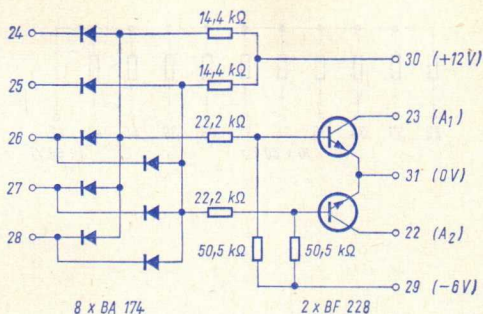 24
14,4 kΩ
30 (+12V)
25
14,4 kΩ
23 (A1)
26
22,2 kΩ
31 (0V)
27
22,2 kΩ
22 (A2)
28
50,5 kΩ
50,5 kΩ
29 (-6V)
8 x BA 174
2 x BF 228